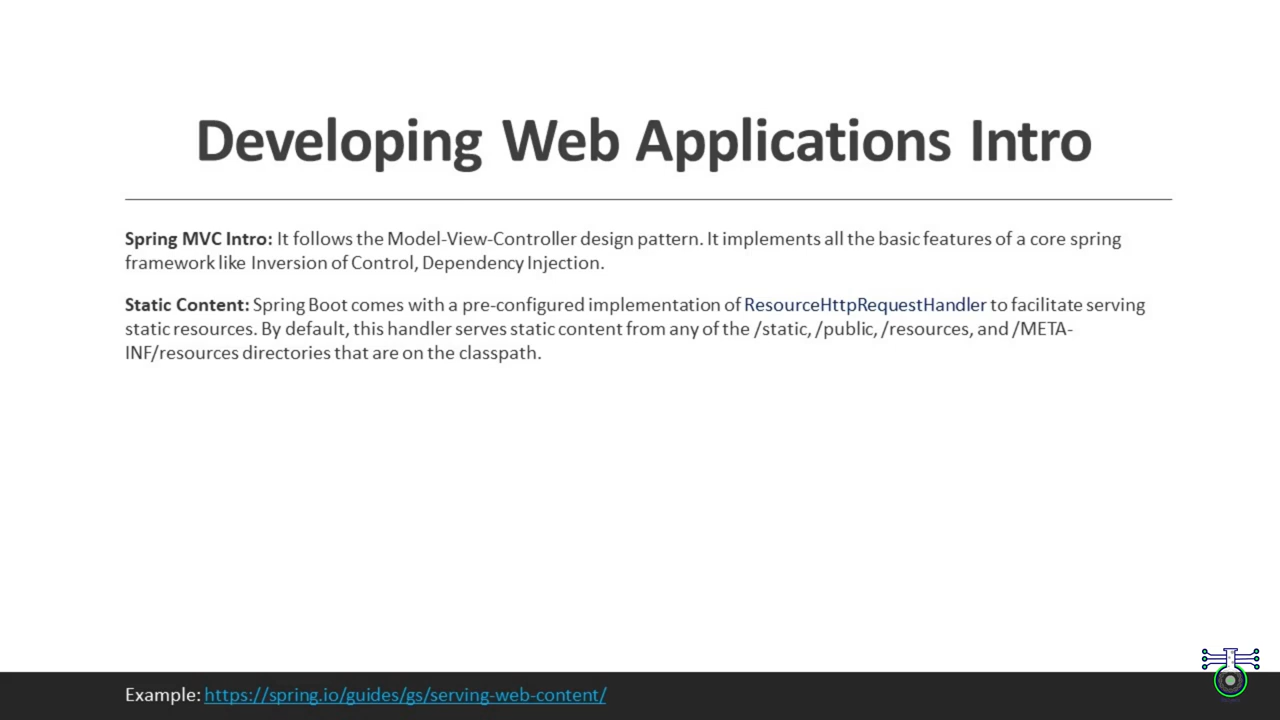 Developing Web Applications Intro
Spring MVC Intro: It follows the Model-View-Controller design pattern. It implements all the basic features of a core spring
framework like Inversion of Control, Dependency Injection.
Static Content: Spring Boot comes with a pre-configured implementation of ResourceHttpRequestHandler to facilitate serving
static resources. By default, this handler serves static content from any of the /static, /public, /resources, and /META-
INF/resources directories that are on the classpath.
Example: https://spring.io/guides/gs/serving-web-content/